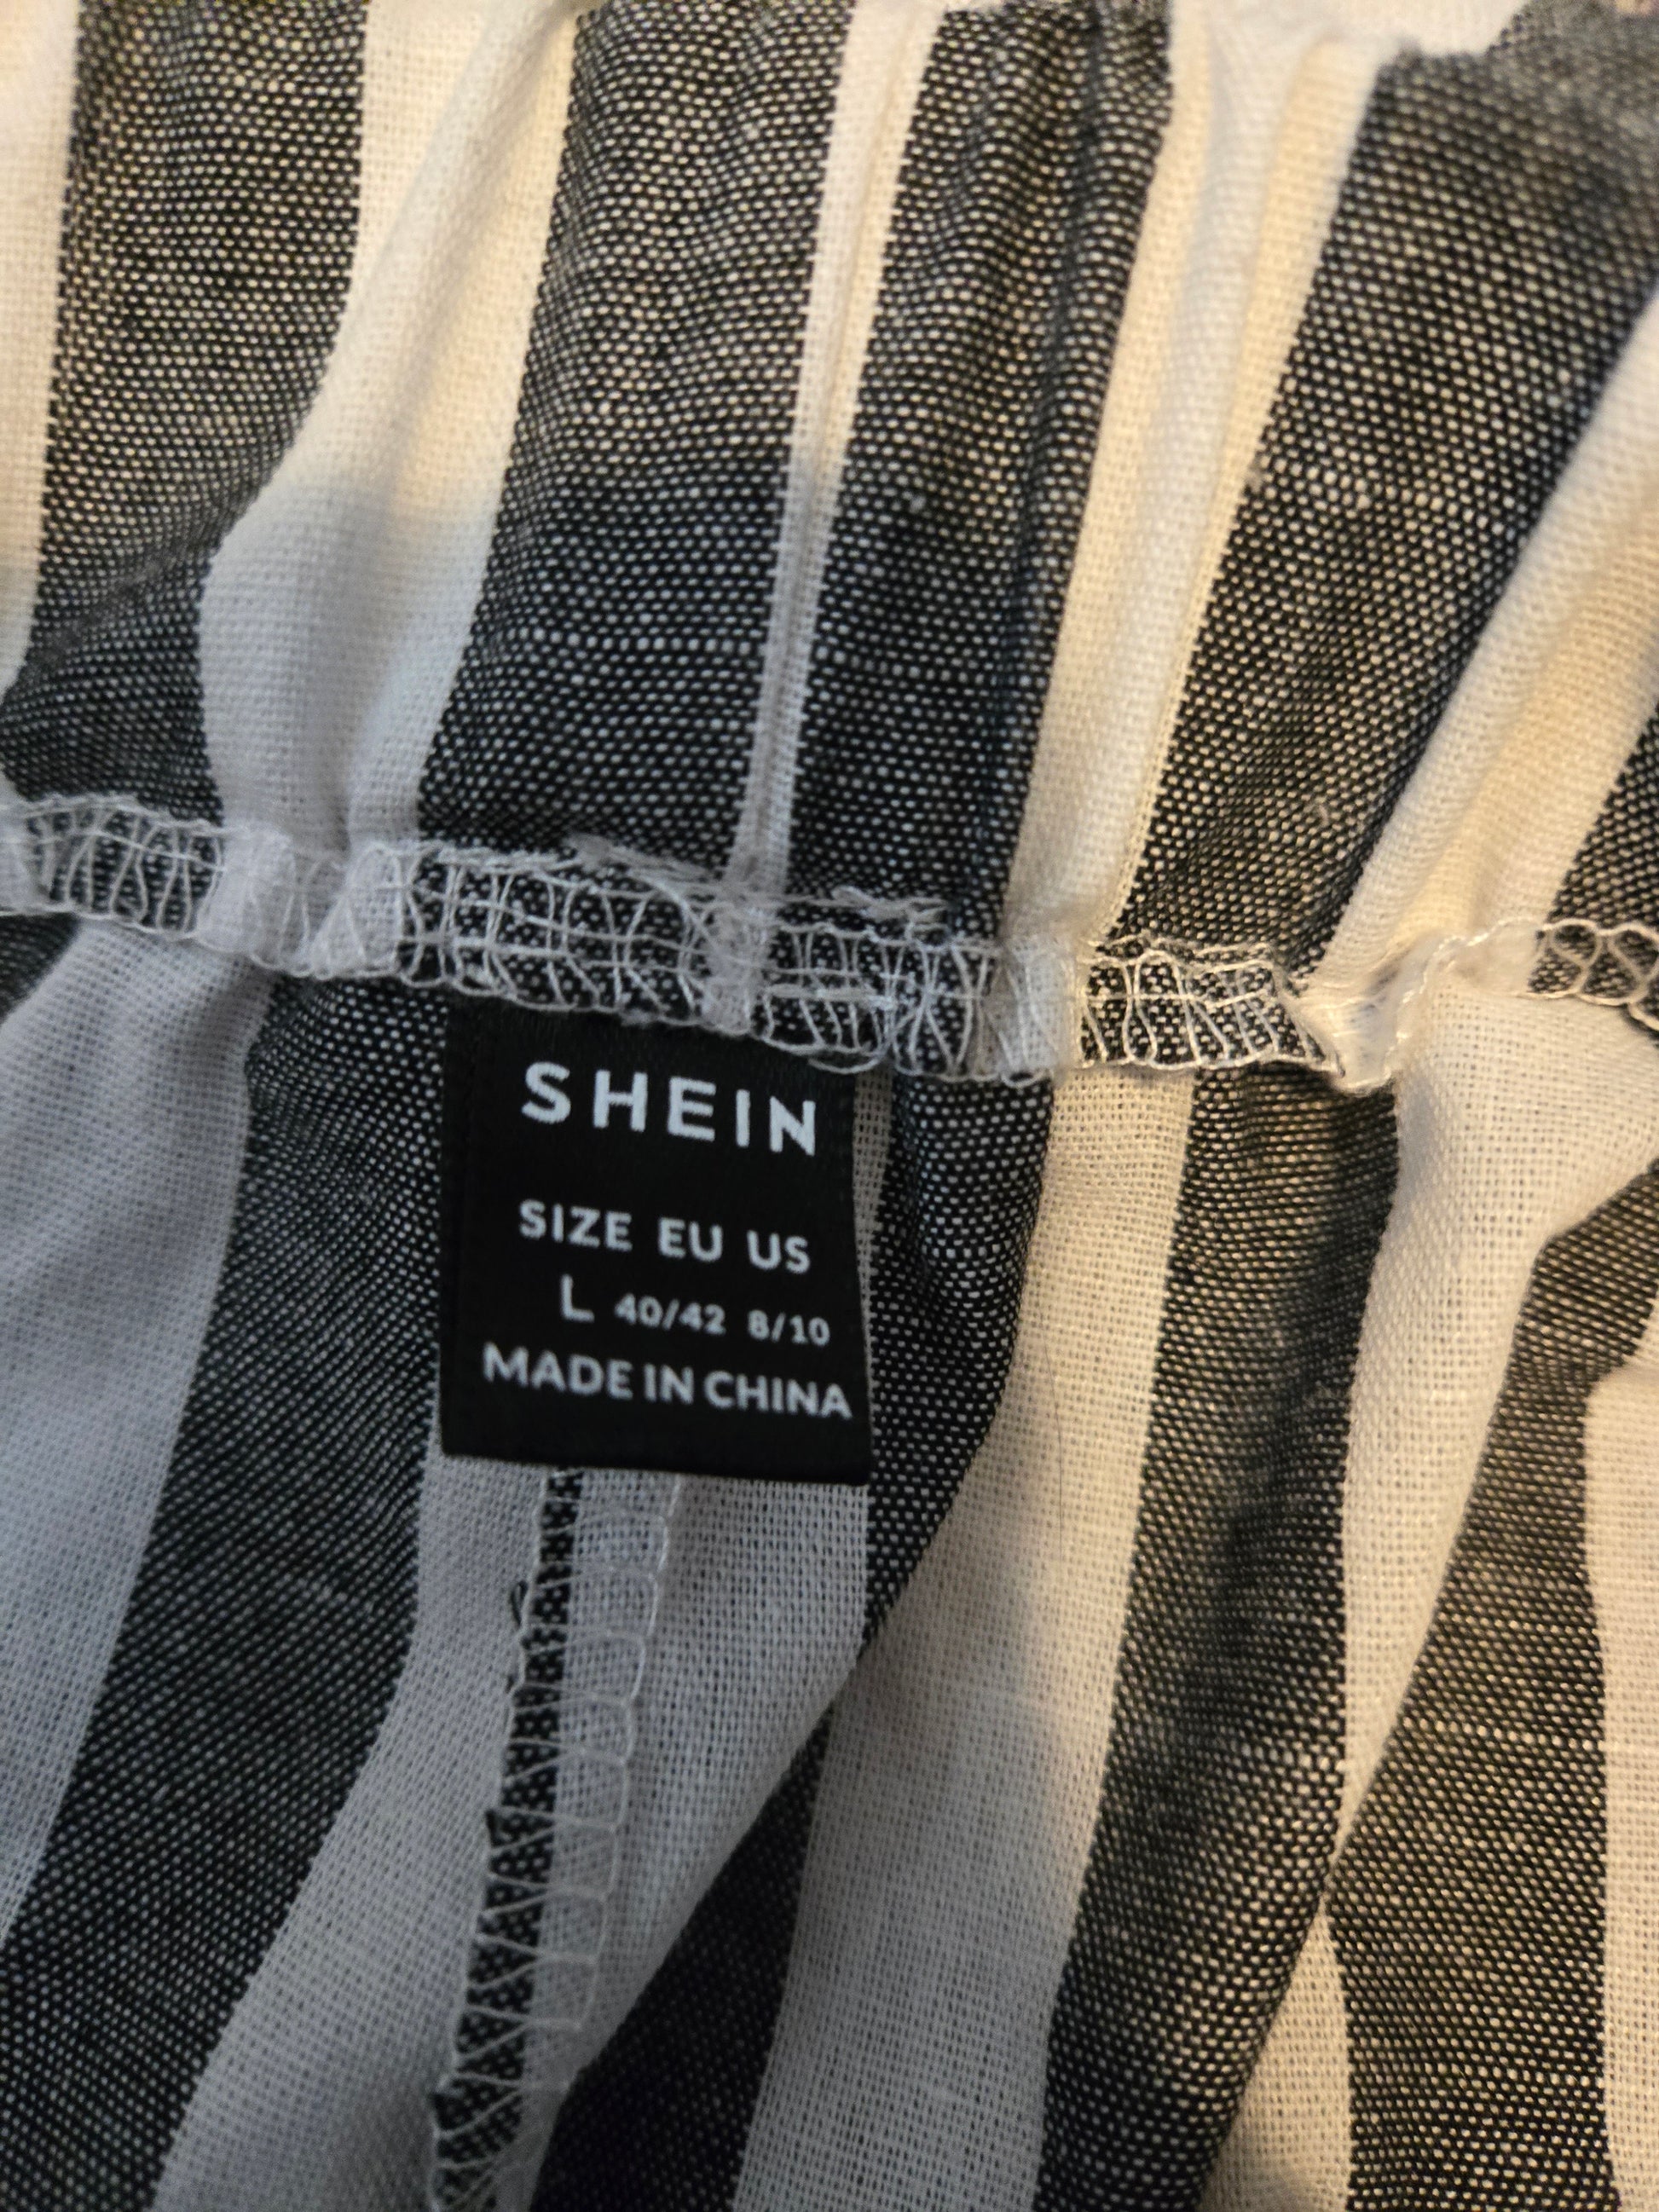 SHEIN
SIZE EU US
L 40/42 8/10
MADE IN CHINA